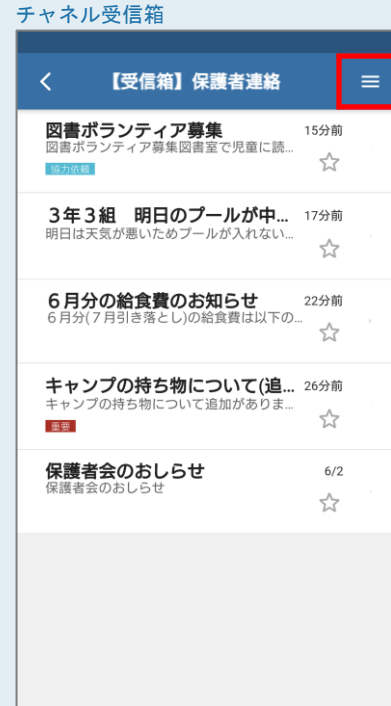 チャネル受信箱
【受信箱】保護者連絡
図書ボランティア募集 15分前
図書ボランティア募集図書室で児童に読...
協力依頼
３年３組　明日のプールが中... 17分前
明日は天気が悪いためプールが入れない...
６月分の給食費のお知らせ 22分前
６月分(７月引き落とし)の給食費は以下の...
キャンプの持ち物について(追... 26分前
キャンプの持ち物について追加がありま...
重要
保護者会のおしらせ 6/2
保護者会のおしらせ